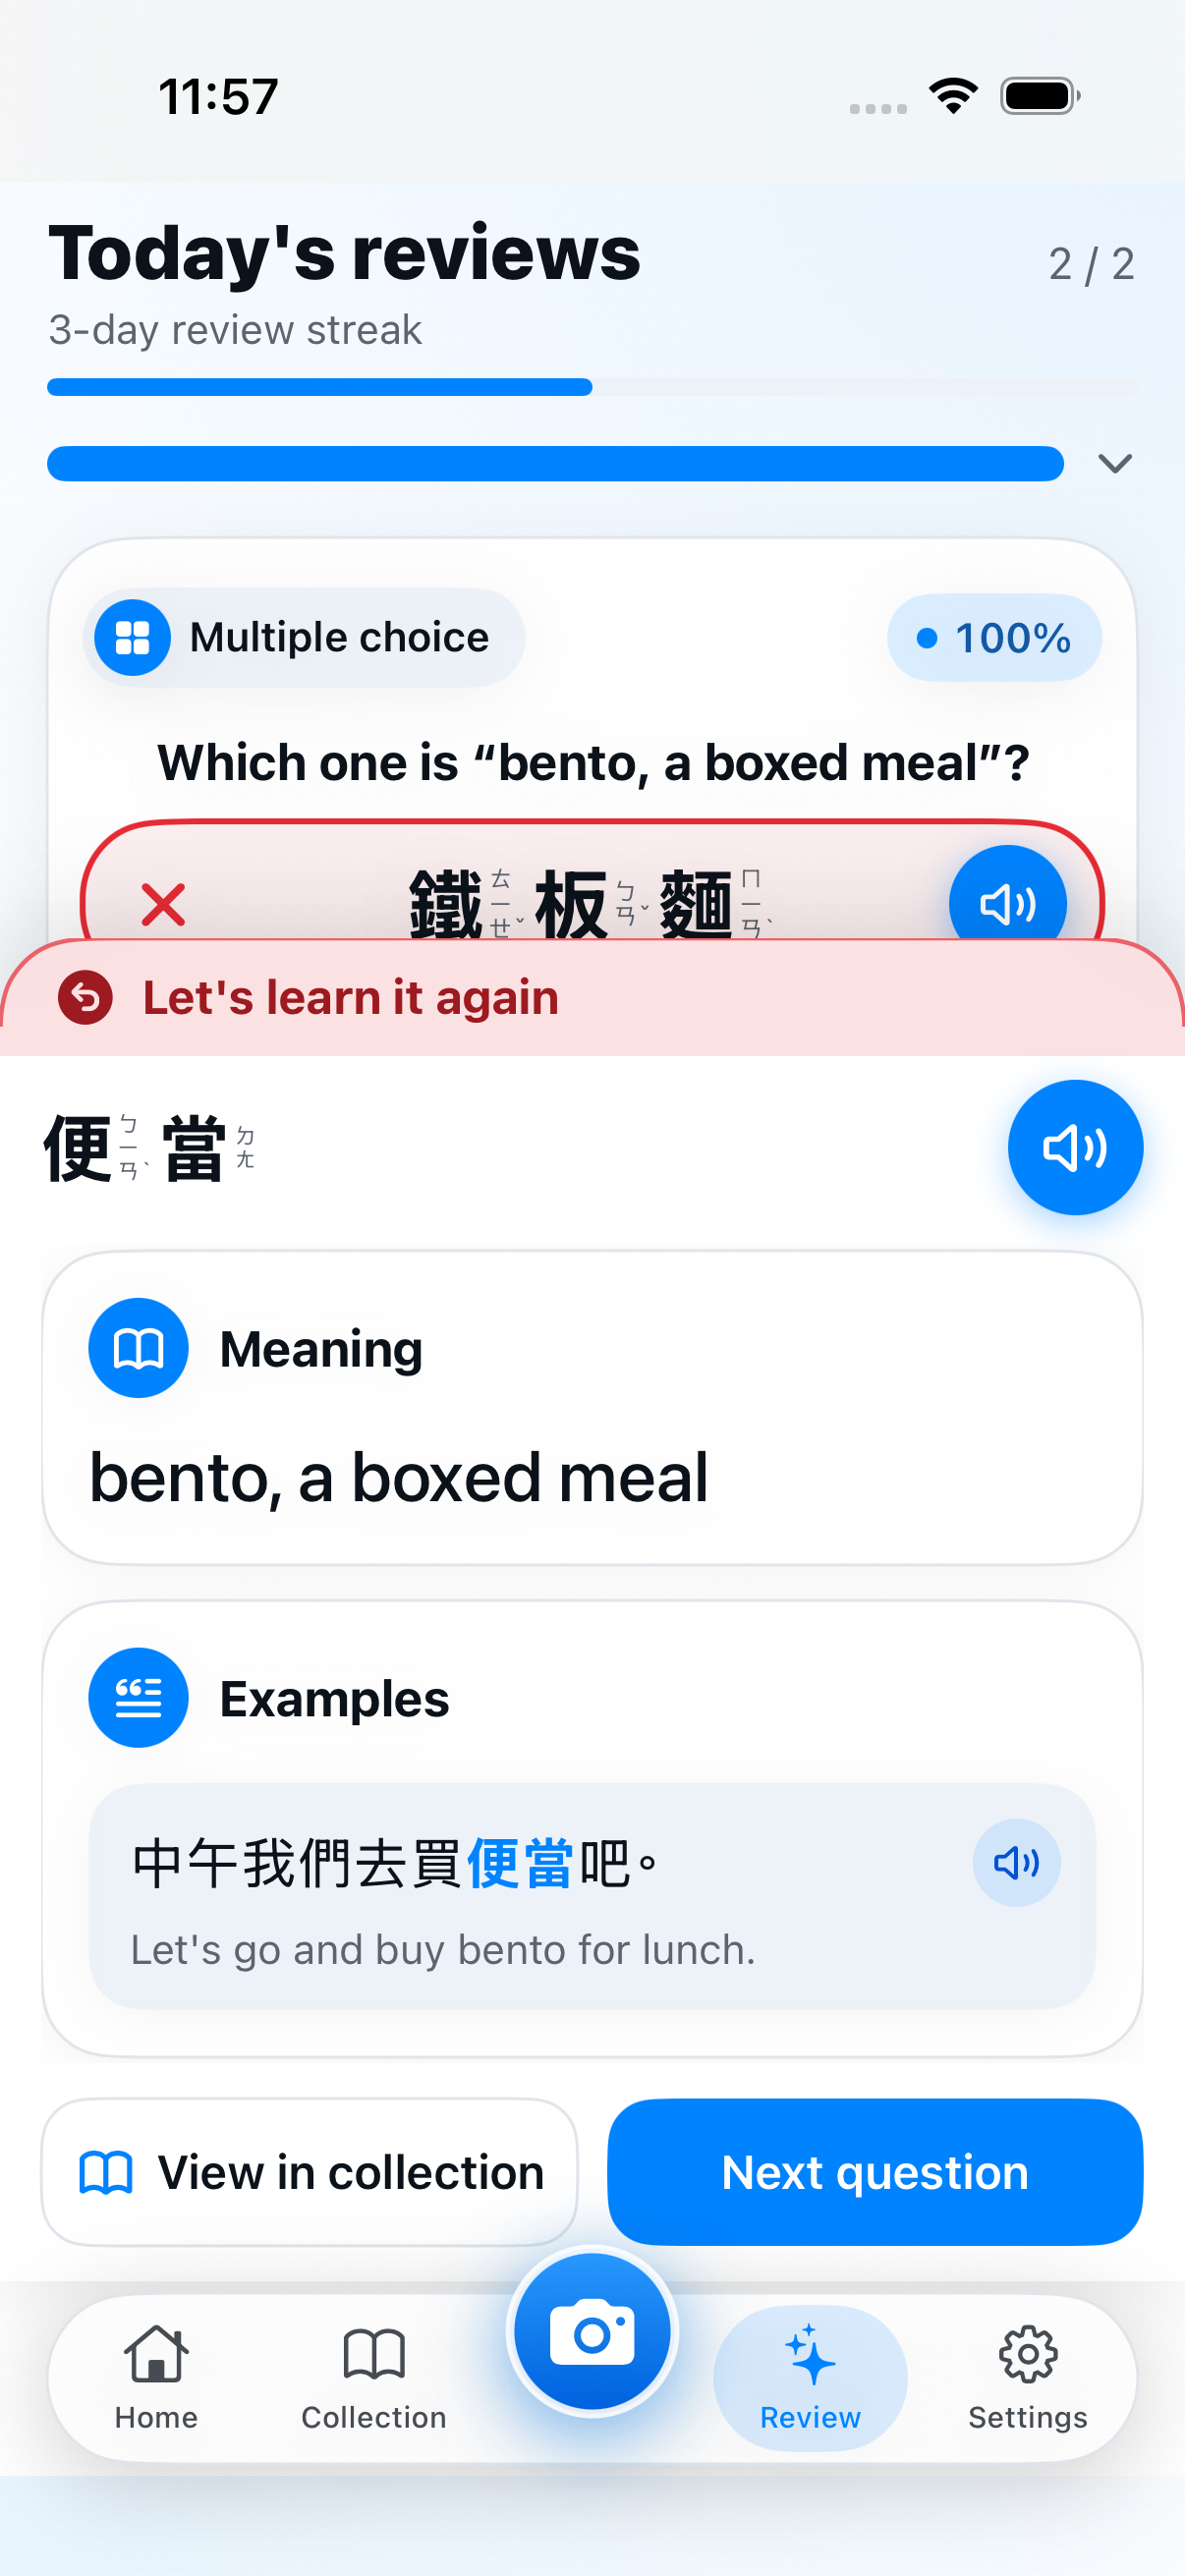 11:57
Today's reviews
2 / 2
3-day review streak
Multiple choice
100%
Which one is “bento, a boxed meal”?
鐵ㄊㄧㄝˇ板ㄅㄢˇ麵ㄇㄧㄢˋ
Let's learn it again
便ㄅㄧㄢˋ當ㄉㄤ
Meaning
bento, a boxed meal
Examples
中午我們去買便當吧。
Let's go and buy bento for lunch.
View in collection
Next question
Home
Collection
Review
Settings